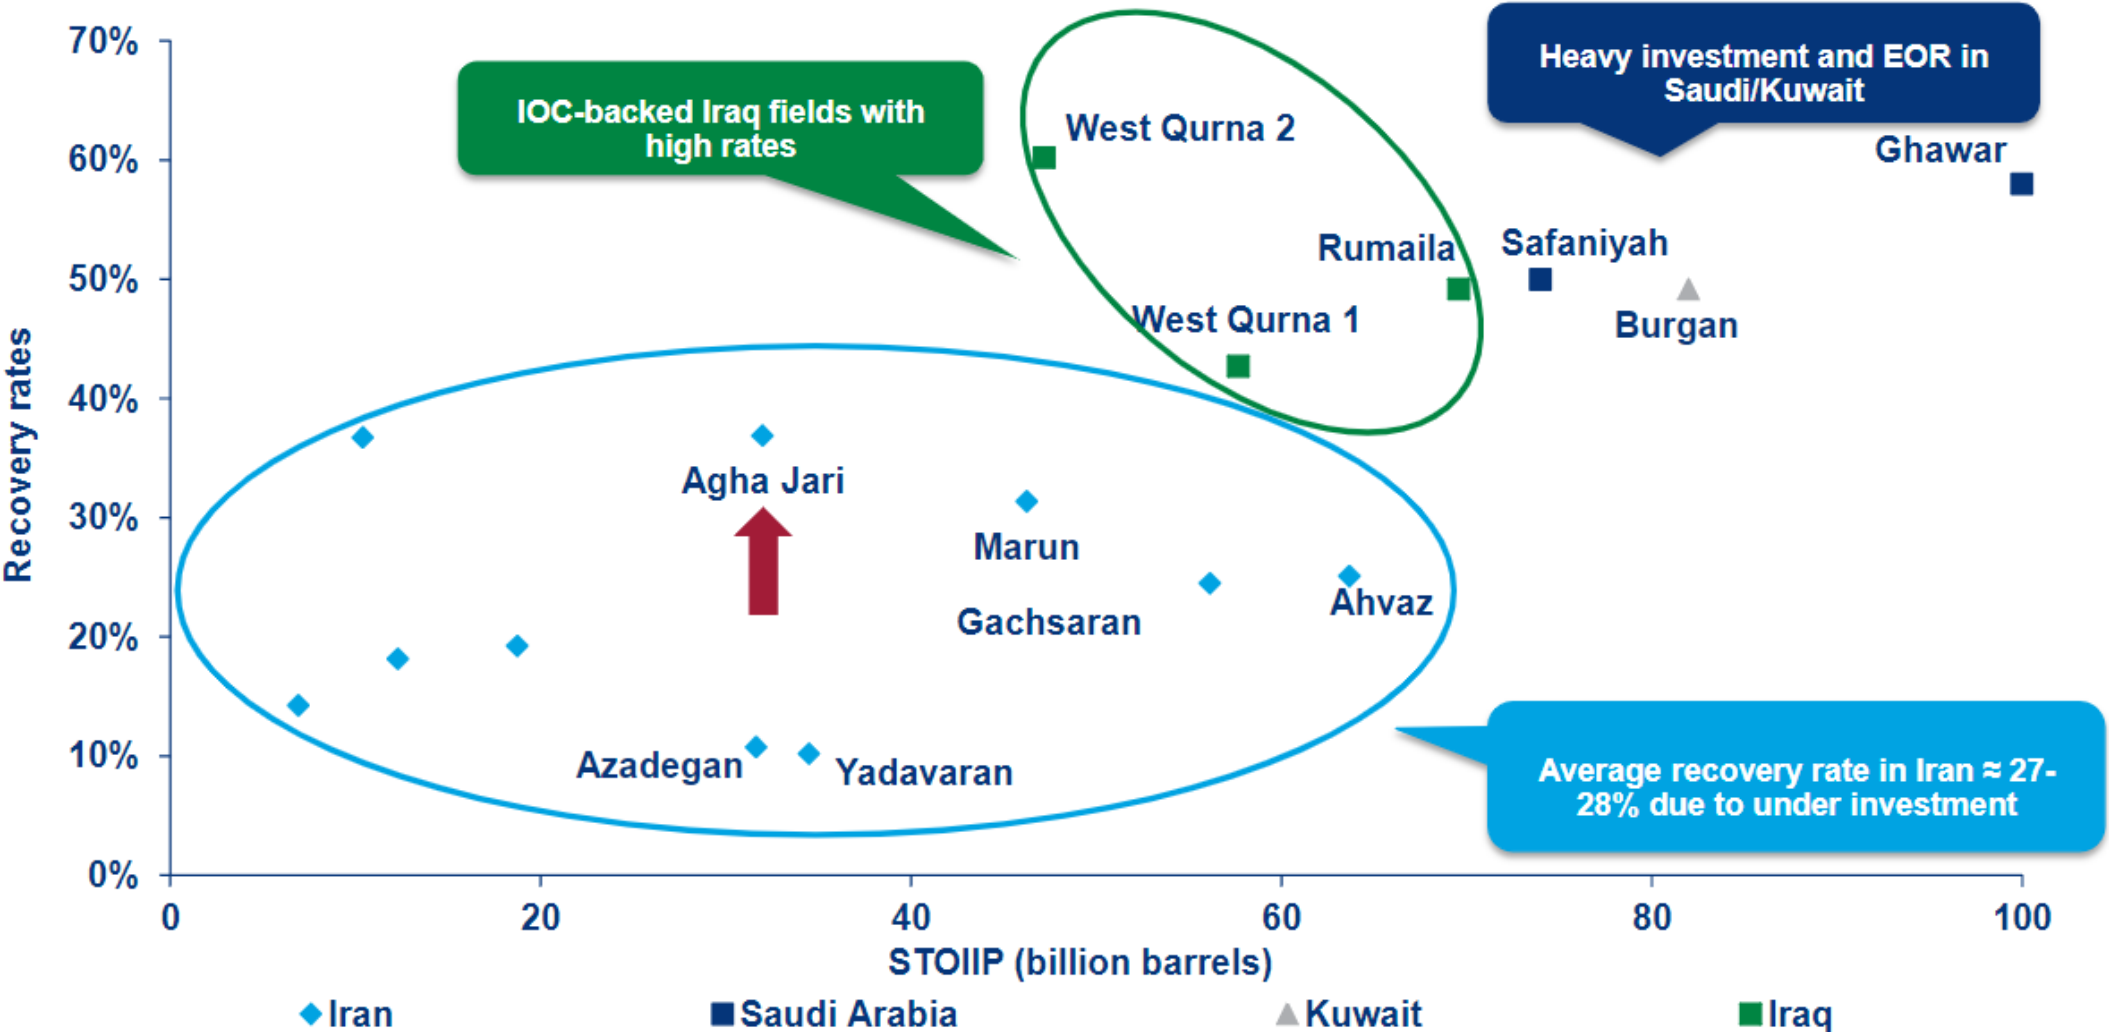 70%
60%
50%
40%
30%
20%
10%
0%
Recovery rates
IOC-backed Iraq fields with
high rates
Heavy investment and EOR in
Saudi/Kuwait
West Qurna 2
Ghawar
Rumaila
Safaniyah
West Qurna 1
Burgan
Agha Jari
Marun
Gachsaran
Ahvaz
Azadegan
Yadavaran
Average recovery rate in Iran ≈ 27-
28% due to under investment
0 20 40 60 80 100
STOIIP (billion barrels)
Iran Saudi Arabia Kuwait Iraq